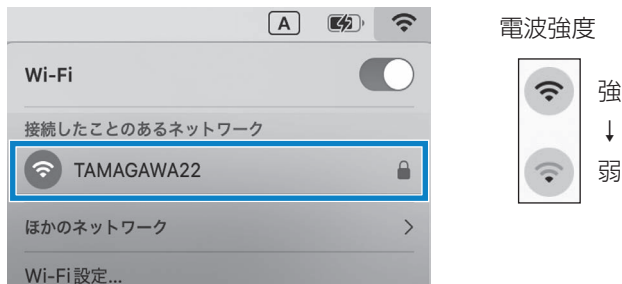 A
Wi-Fi
接続したことのあるネットワーク
TAMAGAWA22
ほかのネットワーク
Wi-Fi設定...
電波強度
強
↓
弱